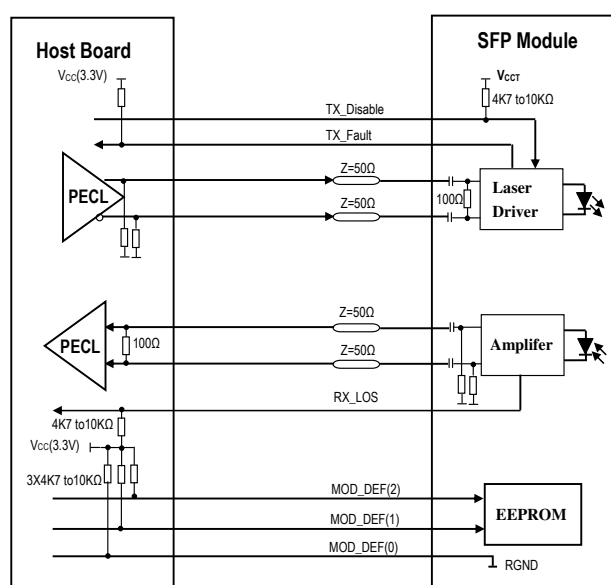 Host Board
SFP Module
Vcc(3.3V)
VCCT
4K7 to10KΩ
TX_Disable
TX_Fault
PECL
Z=50Ω
Z=50Ω
100Ω
Laser
Driver
PECL
100Ω
Z=50Ω
Z=50Ω
Amplifer
RX_LOS
4K7 to10KΩ
Vcc(3.3V)
3X4K7 to10KΩ
MOD_DEF(2)
MOD_DEF(1)
MOD_DEF(0)
EEPROM
RGND